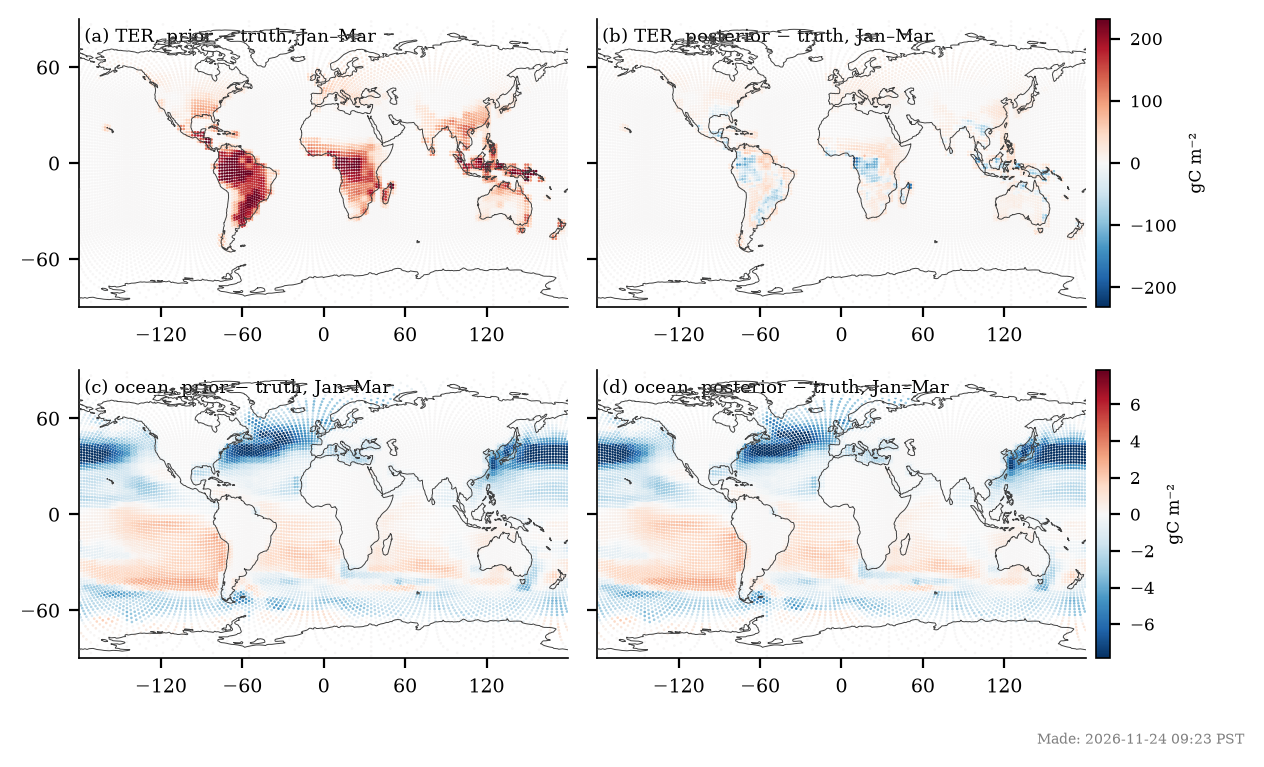 (a) TER prior − truth, Jan–Mar
(b) TER posterior − truth, Jan–Mar
60
0
−60
−120 −60 0 60 120
−120 −60 0 60 120
200
100
0
−100
−200
gC m⁻²
(c) ocean prior − truth, Jan–Mar
(d) ocean posterior − truth, Jan–Mar
60
0
−60
−120 −60 0 60 120
−120 −60 0 60 120
6
4
2
0
−2
−4
−6
gC m⁻²
Made: 2026-11-24 09:23 PST